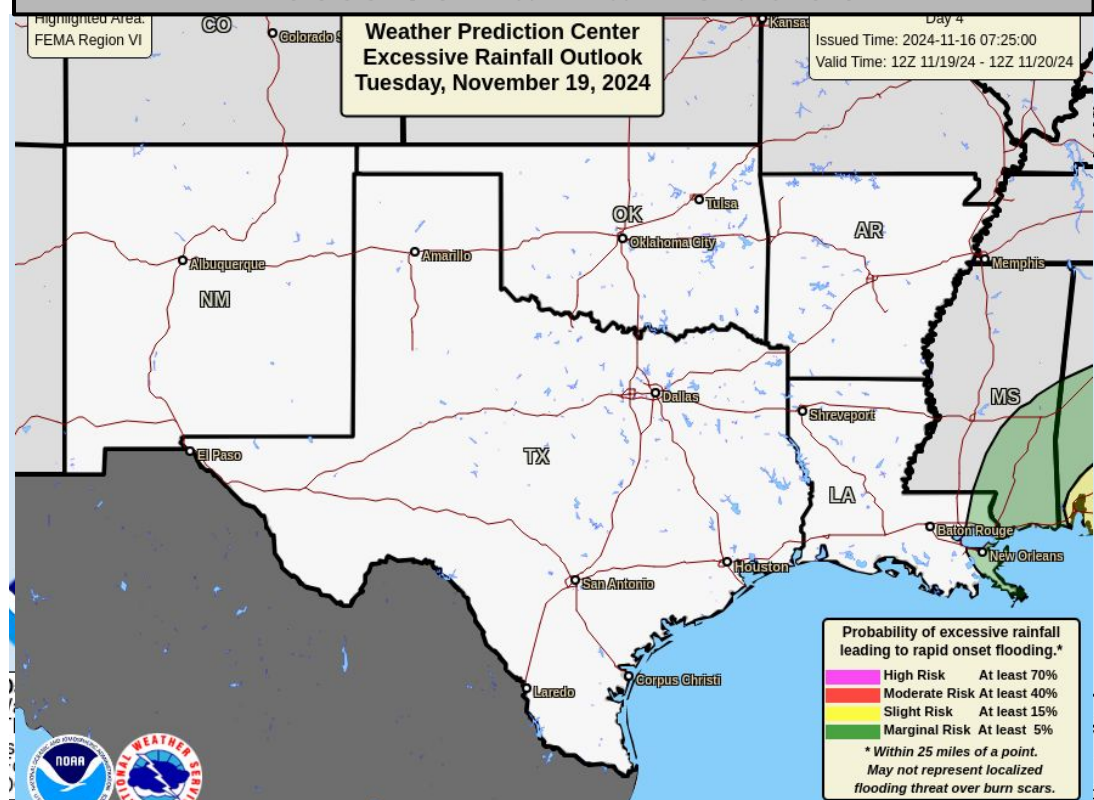 Highlighted Area:
FEMA Region VI
Weather Prediction Center
Excessive Rainfall Outlook
Tuesday, November 19, 2024
Day 4
Issued Time: 2024-11-16 07:25:00
Valid Time: 12Z 11/19/24 - 12Z 11/20/24
CO
Colorado S
Kansas
Tulsa
OK
Oklahoma City
AR
Amarillo
Albuquerque
Memphis
NM
MS
Dallas
Shreveport
El Paso
TX
LA
Baton Rouge
New Orleans
Houston
San Antonio
Corpus Christi
Laredo
Probability of excessive rainfall
leading to rapid onset flooding.*
High Risk At least 70%
Moderate Risk At least 40%
Slight Risk At least 15%
Marginal Risk At least 5%
* Within 25 miles of a point.
May not represent localized
flooding threat over burn scars.
NOAA
WEATHER